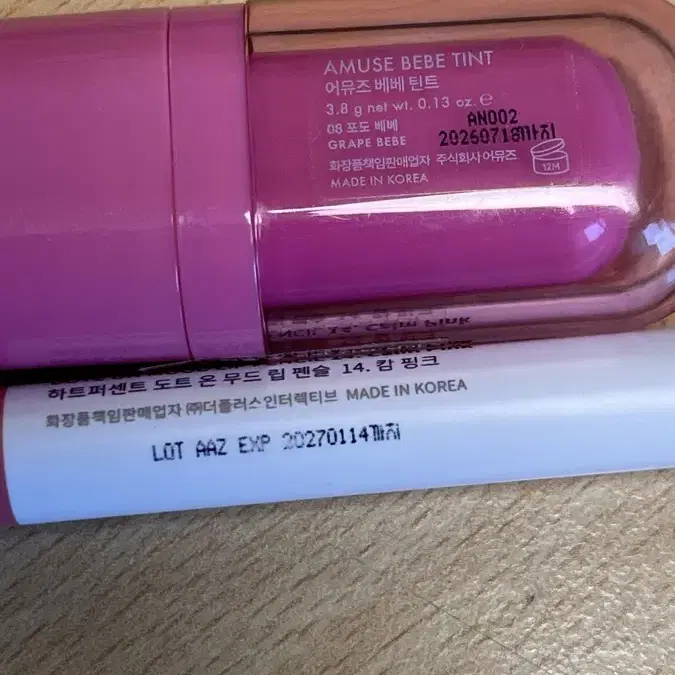 AMUSE BEBE TINT
어뮤즈 베베 틴트
3.8 g net wt. 0.13 oz. ℮
08 포도 베베
GRAPE BEBE
AN002
20260718까지
화장품책임판매업자 주식회사 어뮤즈
MADE IN KOREA
12M
하트퍼센트 도트 온 무드 립 펜슬 14. 캄 핑크
화장품책임판매업자 ㈜더플러스인터렉티브 MADE IN KOREA
LOT AAZ EXP 20270114까지